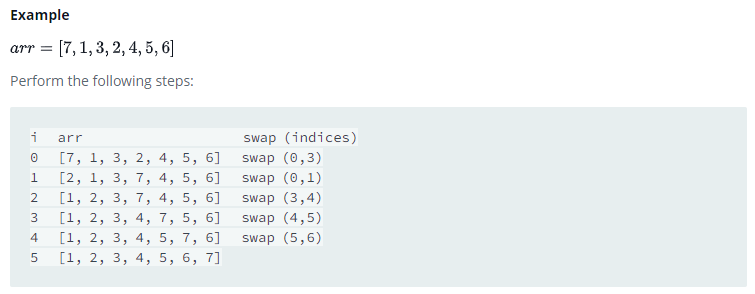 Example
arr = [7, 1, 3, 2, 4, 5, 6]
Perform the following steps:
i   arr                     swap (indices)
0   [7, 1, 3, 2, 4, 5, 6]   swap (0,3)
1   [2, 1, 3, 7, 4, 5, 6]   swap (0,1)
2   [1, 2, 3, 7, 4, 5, 6]   swap (3,4)
3   [1, 2, 3, 4, 7, 5, 6]   swap (4,5)
4   [1, 2, 3, 4, 5, 7, 6]   swap (5,6)
5   [1, 2, 3, 4, 5, 6, 7]